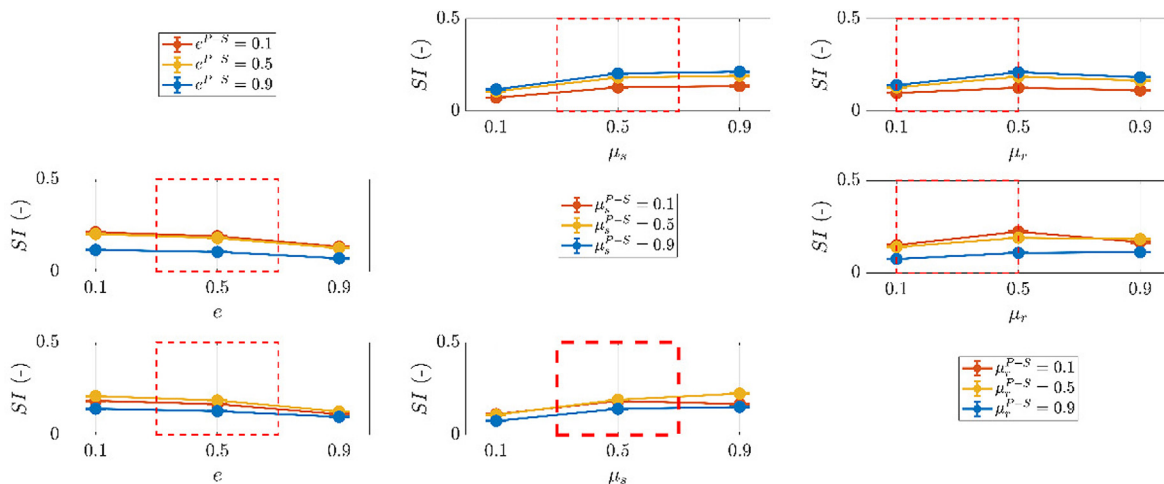 e^{P-S} = 0.1
e^{P-S} = 0.5
e^{P-S} = 0.9
SI (-)
0.5
0
0.1 0.5 0.9
μ_s
SI (-)
0.5
0
0.1 0.5 0.9
μ_r
SI (-)
0.5
0
0.1 0.5 0.9
e
μ_s^{P-S} = 0.1
μ_s^{P-S} = 0.5
μ_s^{P-S} = 0.9
SI (-)
0.5
0
0.1 0.5 0.9
μ_r
SI (-)
0.5
0
0.1 0.5 0.9
e
SI (-)
0.5
0
0.1 0.5 0.9
μ_s
μ_r^{P-S} = 0.1
μ_r^{P-S} = 0.5
μ_r^{P-S} = 0.9